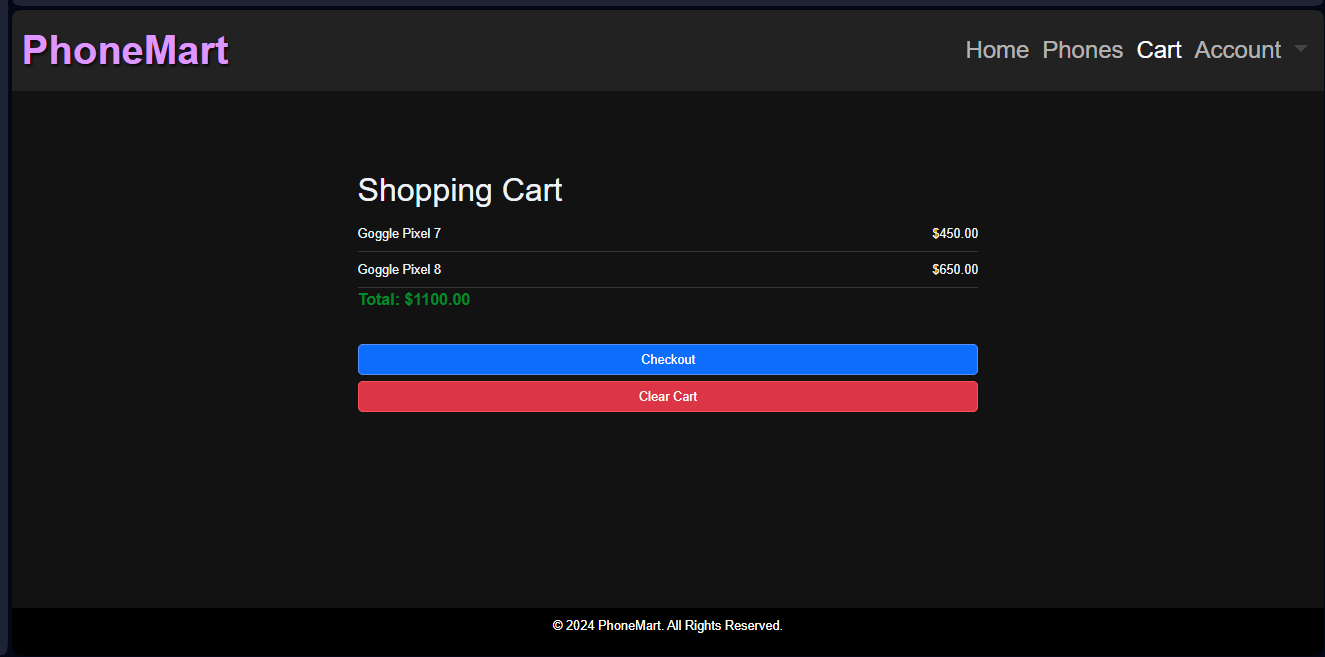 PhoneMart
Home Phones Cart Account
Shopping Cart
Goggle Pixel 7 $450.00
Goggle Pixel 8 $650.00
Total: $1100.00
Checkout
Clear Cart
© 2024 PhoneMart. All Rights Reserved.